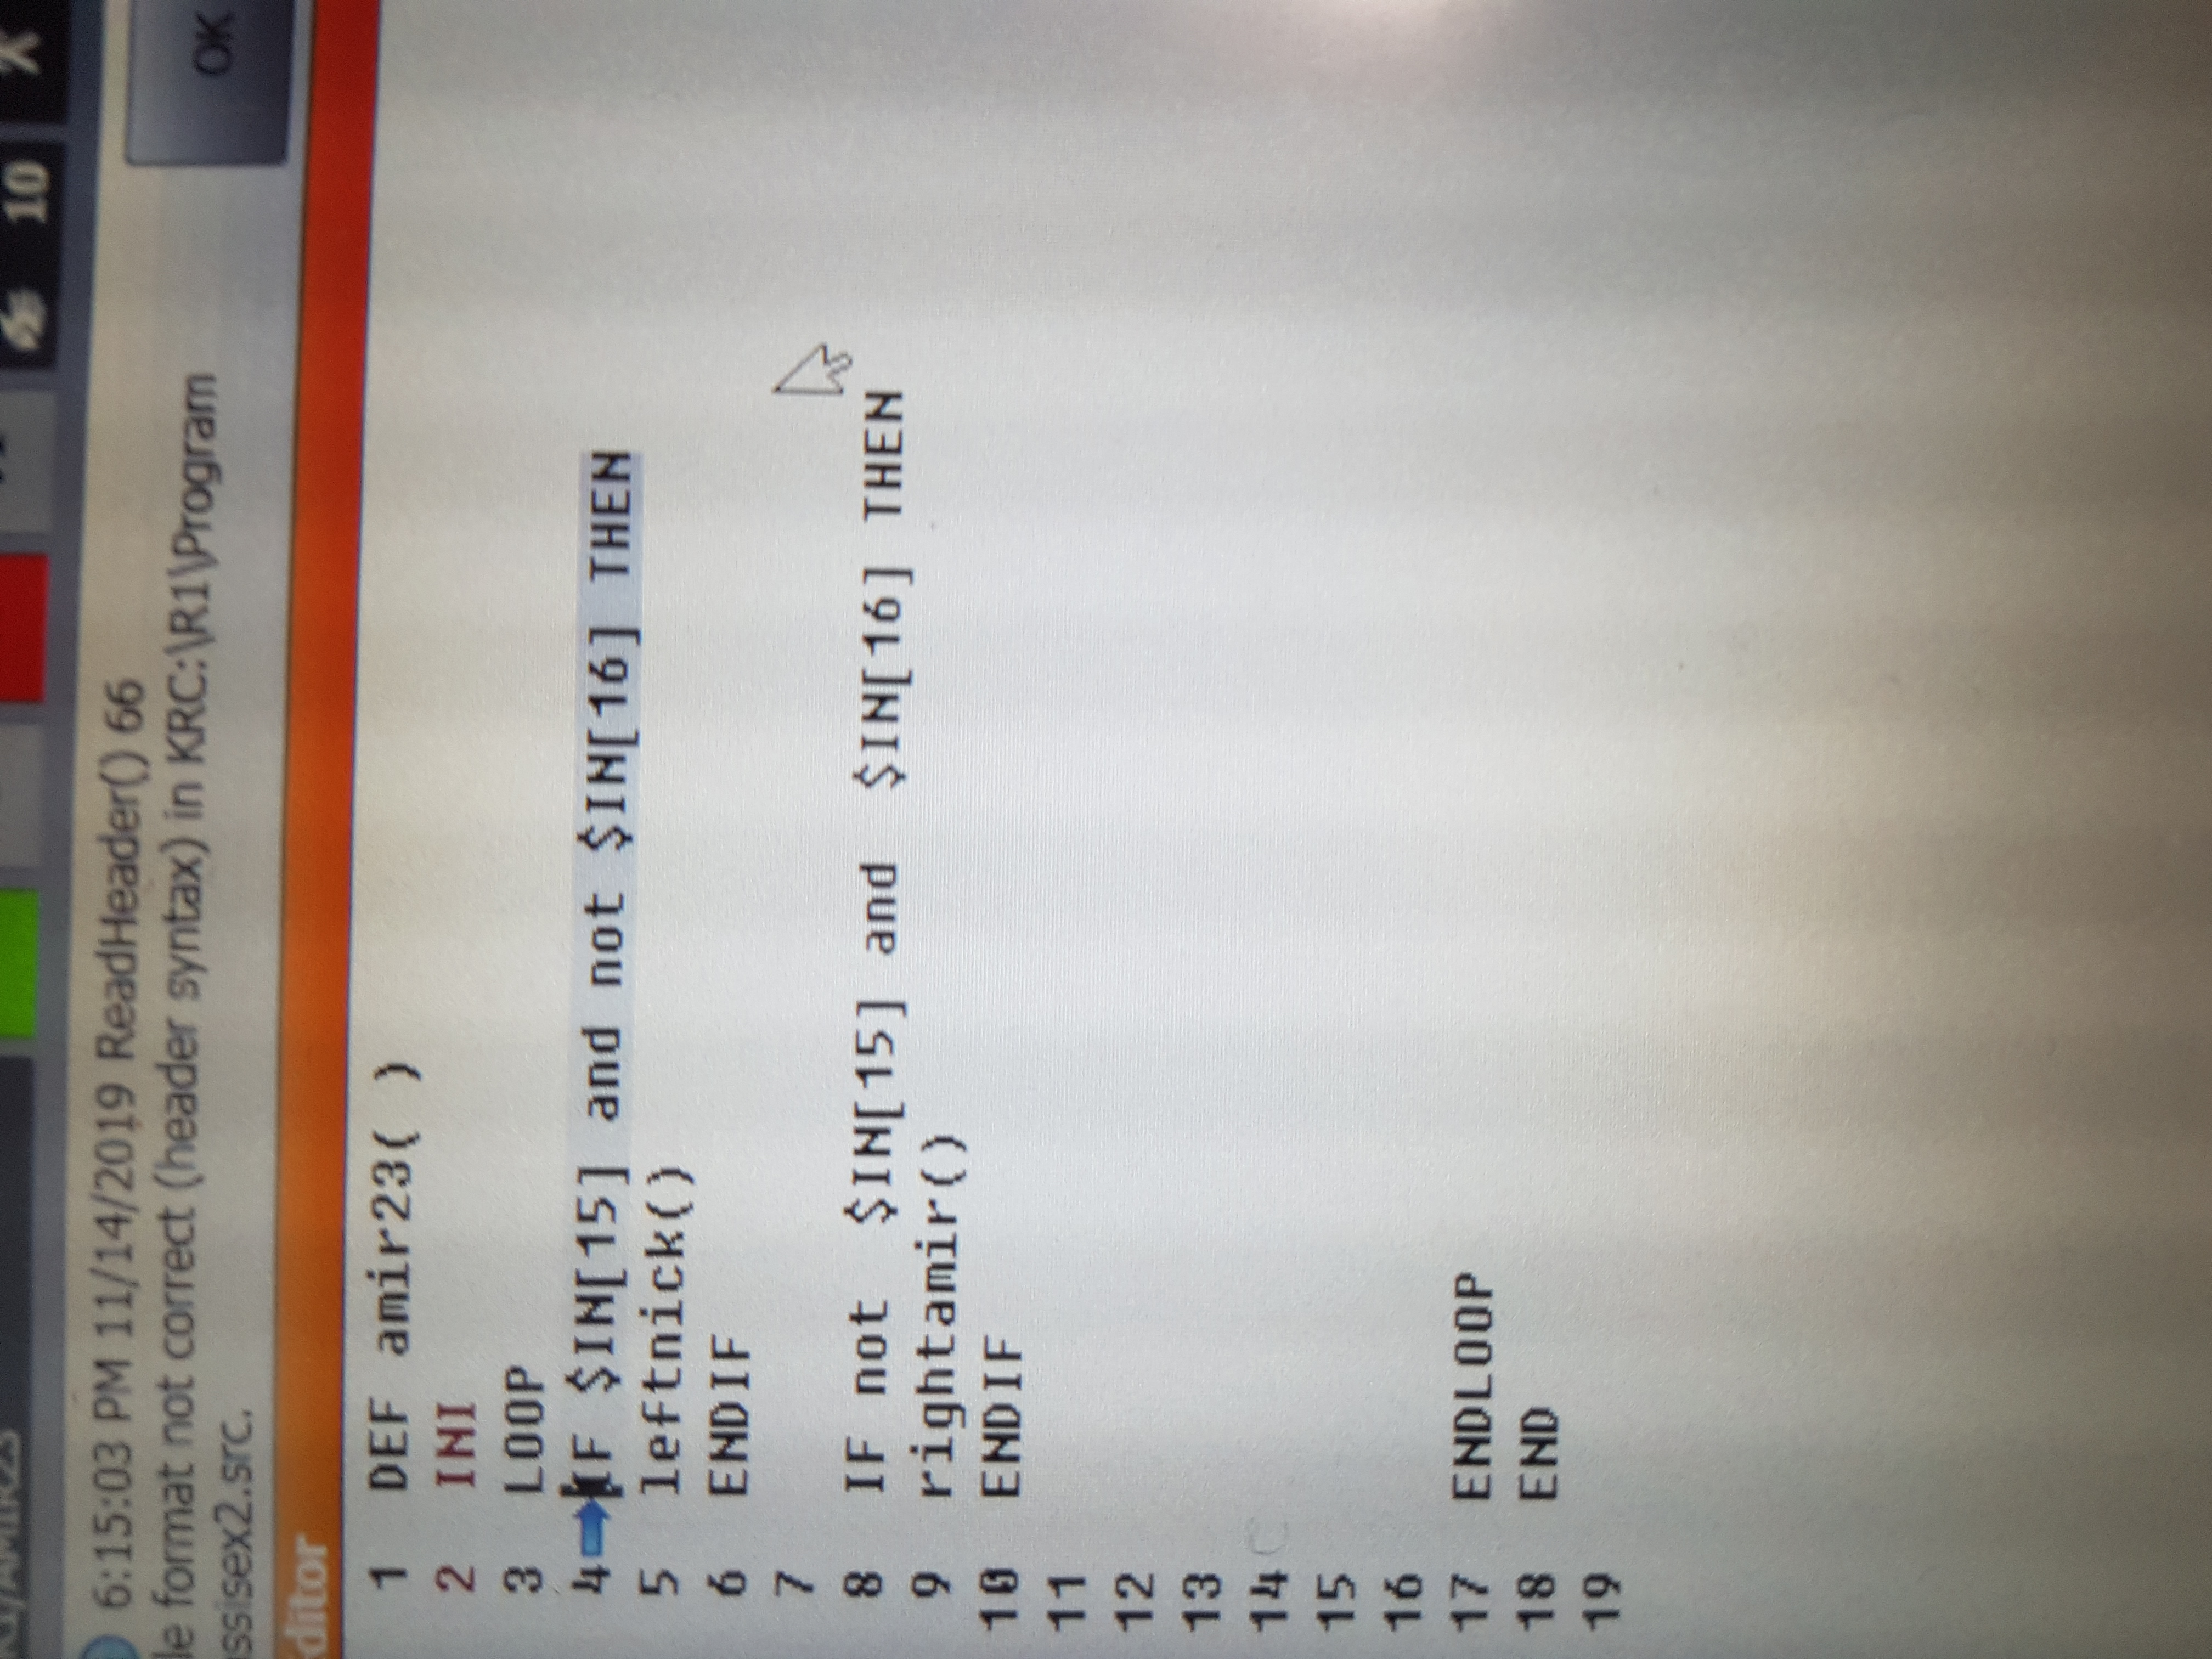 R1/AMIR23
10
6:15:03 PM 11/14/2019 ReadHeader() 66
le format not correct (header syntax) in KRC:\R1\Program
ssisex2.src.
OK
Editor
1 DEF amir23( )
2 INI
3 LOOP
4 IF $IN[15] and not $IN[16] THEN
5 leftnick()
6 ENDIF
7
8 IF not  $IN[15] and  $IN[16] THEN
9 rightamir()
10 ENDIF
11
12
13
14
15
16
17 ENDLOOP
18 END
19